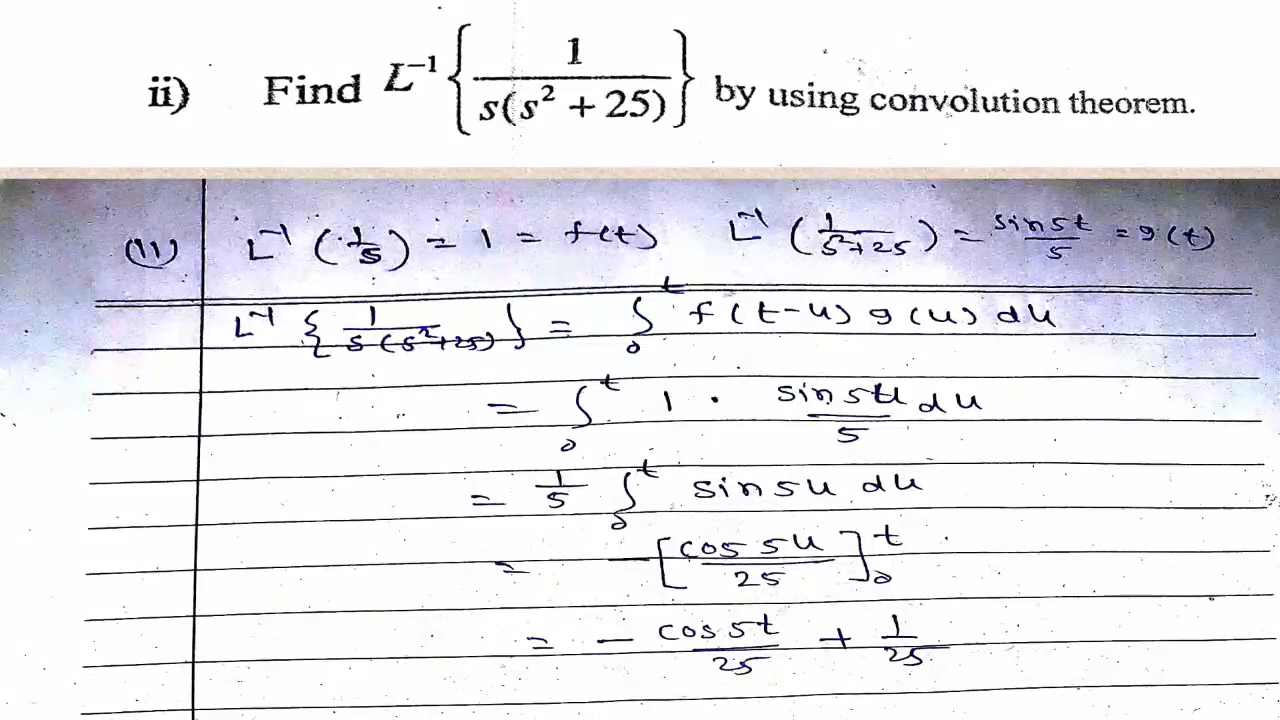 ii) Find L⁻¹{1/(s(s² + 25))} by using convolution theorem.
(ii) L⁻¹(1/s) = 1 = f(t) L⁻¹(1/(s²+25)) = sin5t/5 = g(t)
L⁻¹{1/(s(s²+25))} = ∫₀ᵗ f(t-u) g(u) du
= ∫₀ᵗ 1 · sin5u/5 du
= 1/5 ∫₀ᵗ sin5u du
= -[cos 5u/25]₀ᵗ
= - cos5t/25 + 1/25